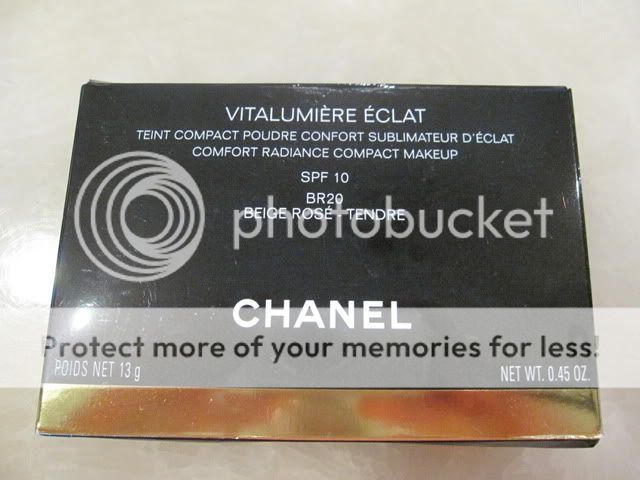 VITALUMIÈRE ÉCLAT
TEINT COMPACT POUDRE CONFORT SUBLIMATEUR D'ÉCLAT
COMFORT RADIANCE COMPACT MAKEUP
SPF 10
BR20
BEIGE ROSÉ - TENDRE
photobucket
CHANEL
Protect more of your memories for less!
POIDS NET 13 g
NET WT. 0.45 OZ.